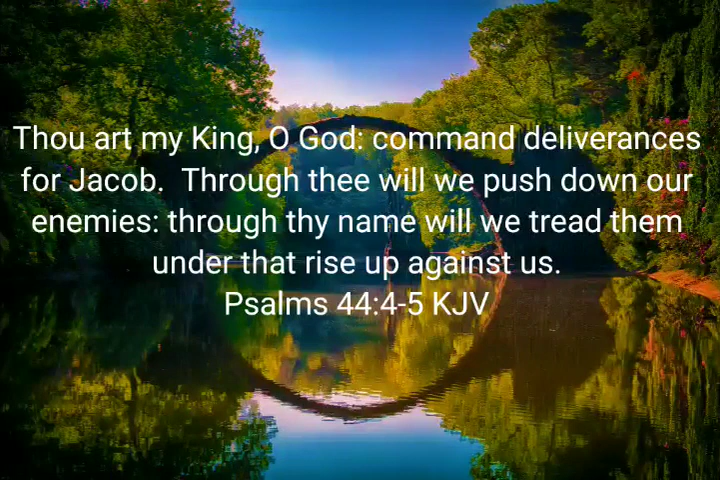 Thou art my King, O God: command deliverances
for Jacob.  Through thee will we push down our
enemies: through thy name will we tread them
under that rise up against us.
Psalms 44:4-5 KJV